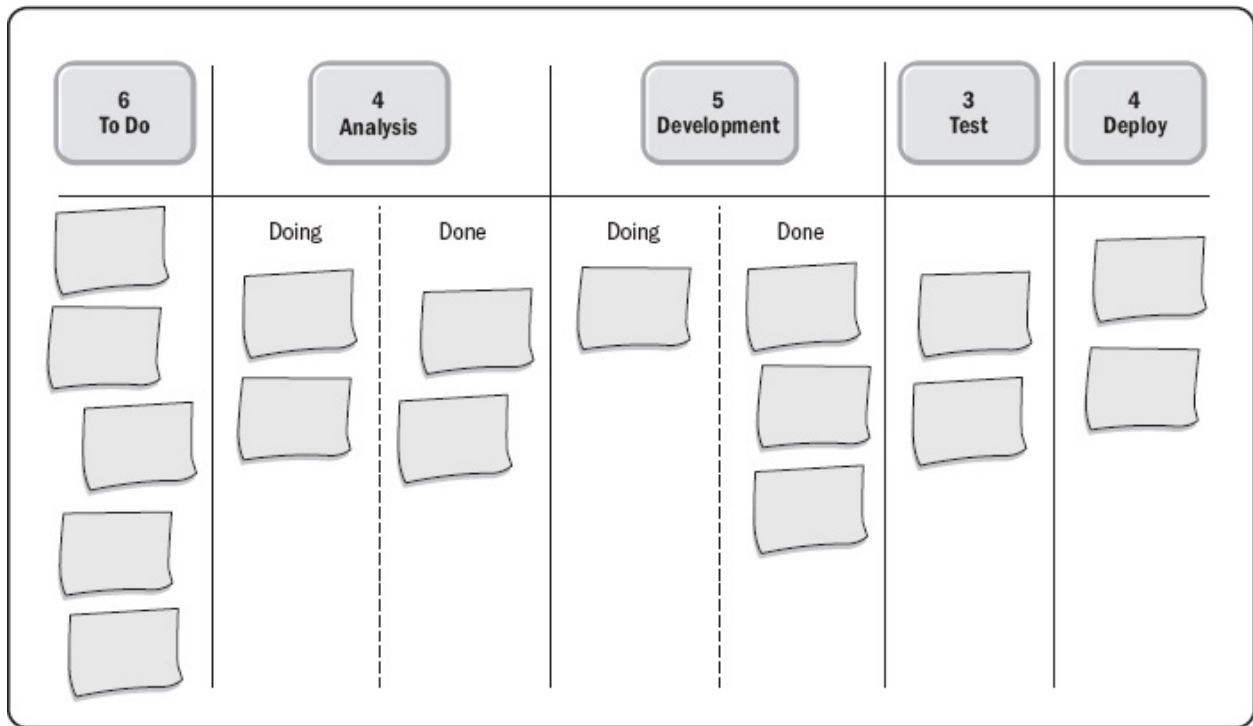 6
To Do
4
Analysis
5
Development
3
Test
4
Deploy
Doing
Done
Doing
Done